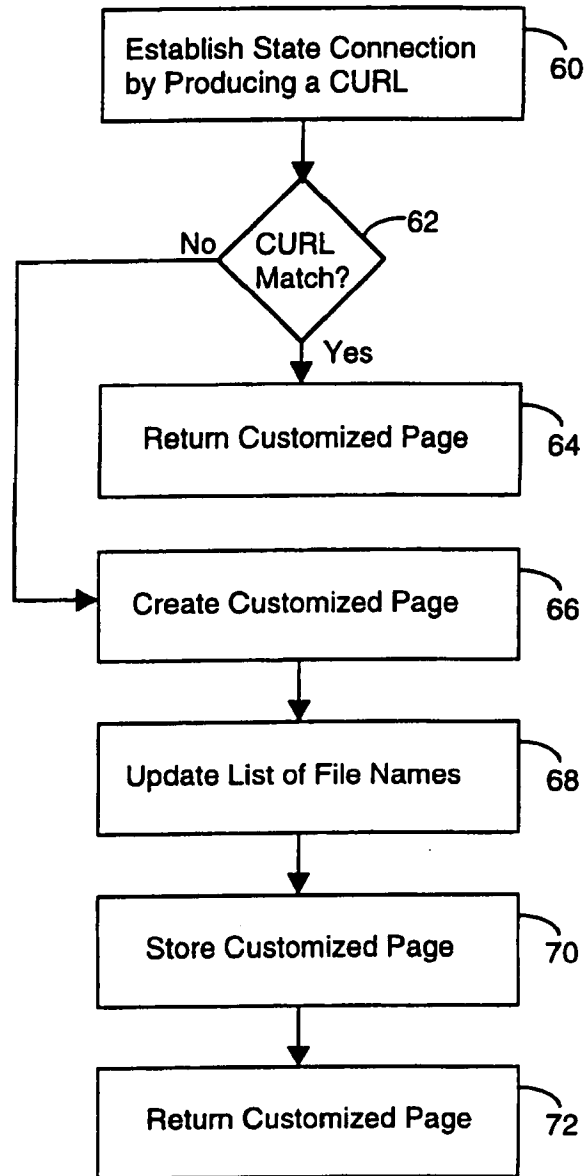 Establish State Connection
by Producing a CURL
60
62
No
CURL
Match?
Yes
Return Customized Page
64
Create Customized Page
66
Update List of File Names
68
Store Customized Page
70
Return Customized Page
72